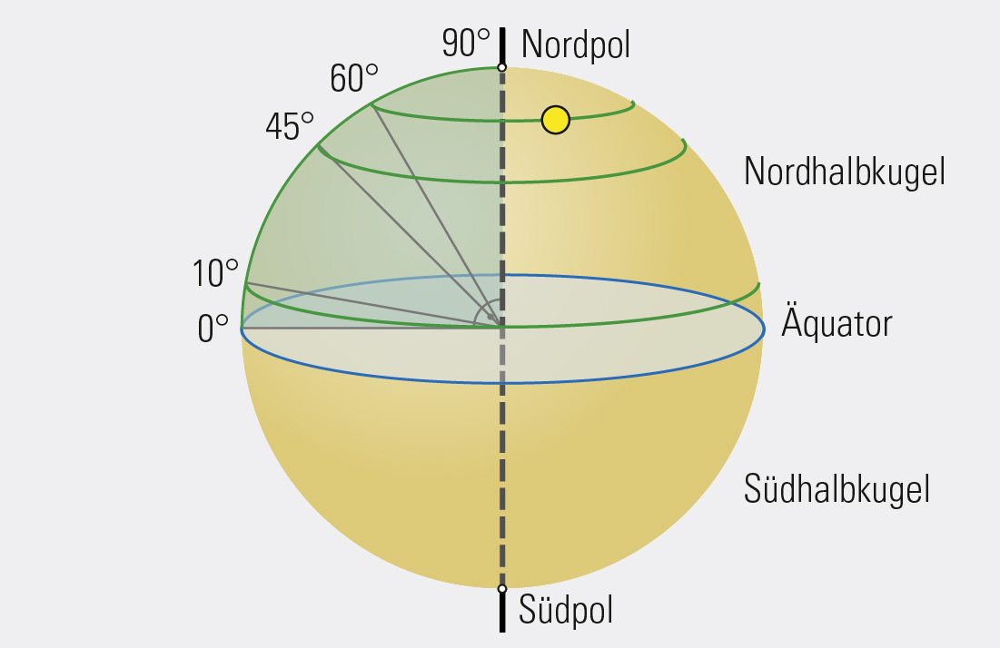 90°
Nordpol
60°
45°
Nordhalbkugel
10°
0°
Äquator
Südhalbkugel
Südpol